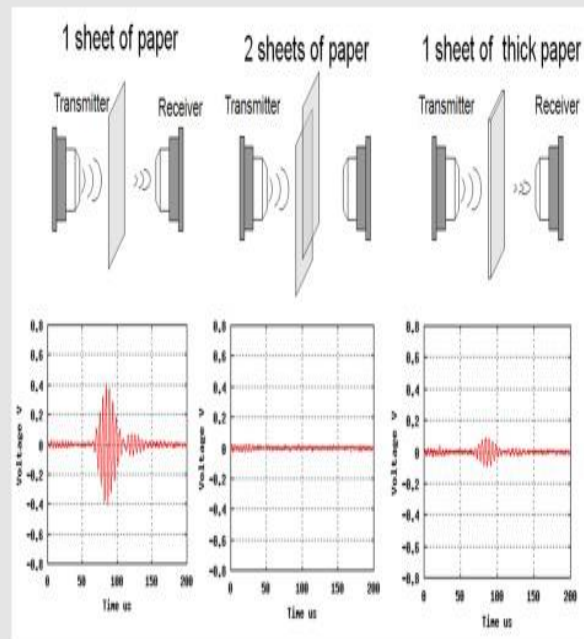 1 sheet of paper
2 sheets of paper
1 sheet of thick paper
Transmitter
Receiver
Transmitter
Transmitter
Receiver
0.8
0.6
0.4
0.2
0
-0.2
-0.4
-0.6
-0.8
Voltage V
0 50 100 150 200
Time us
0.8
0.6
0.4
0.2
0
-0.2
-0.4
-0.6
-0.8
Voltage V
0 50 100 150 200
Time us
0.8
0.6
0.4
0.2
0
-0.2
-0.4
-0.6
-0.8
Voltage V
0 50 100 150 200
Time us